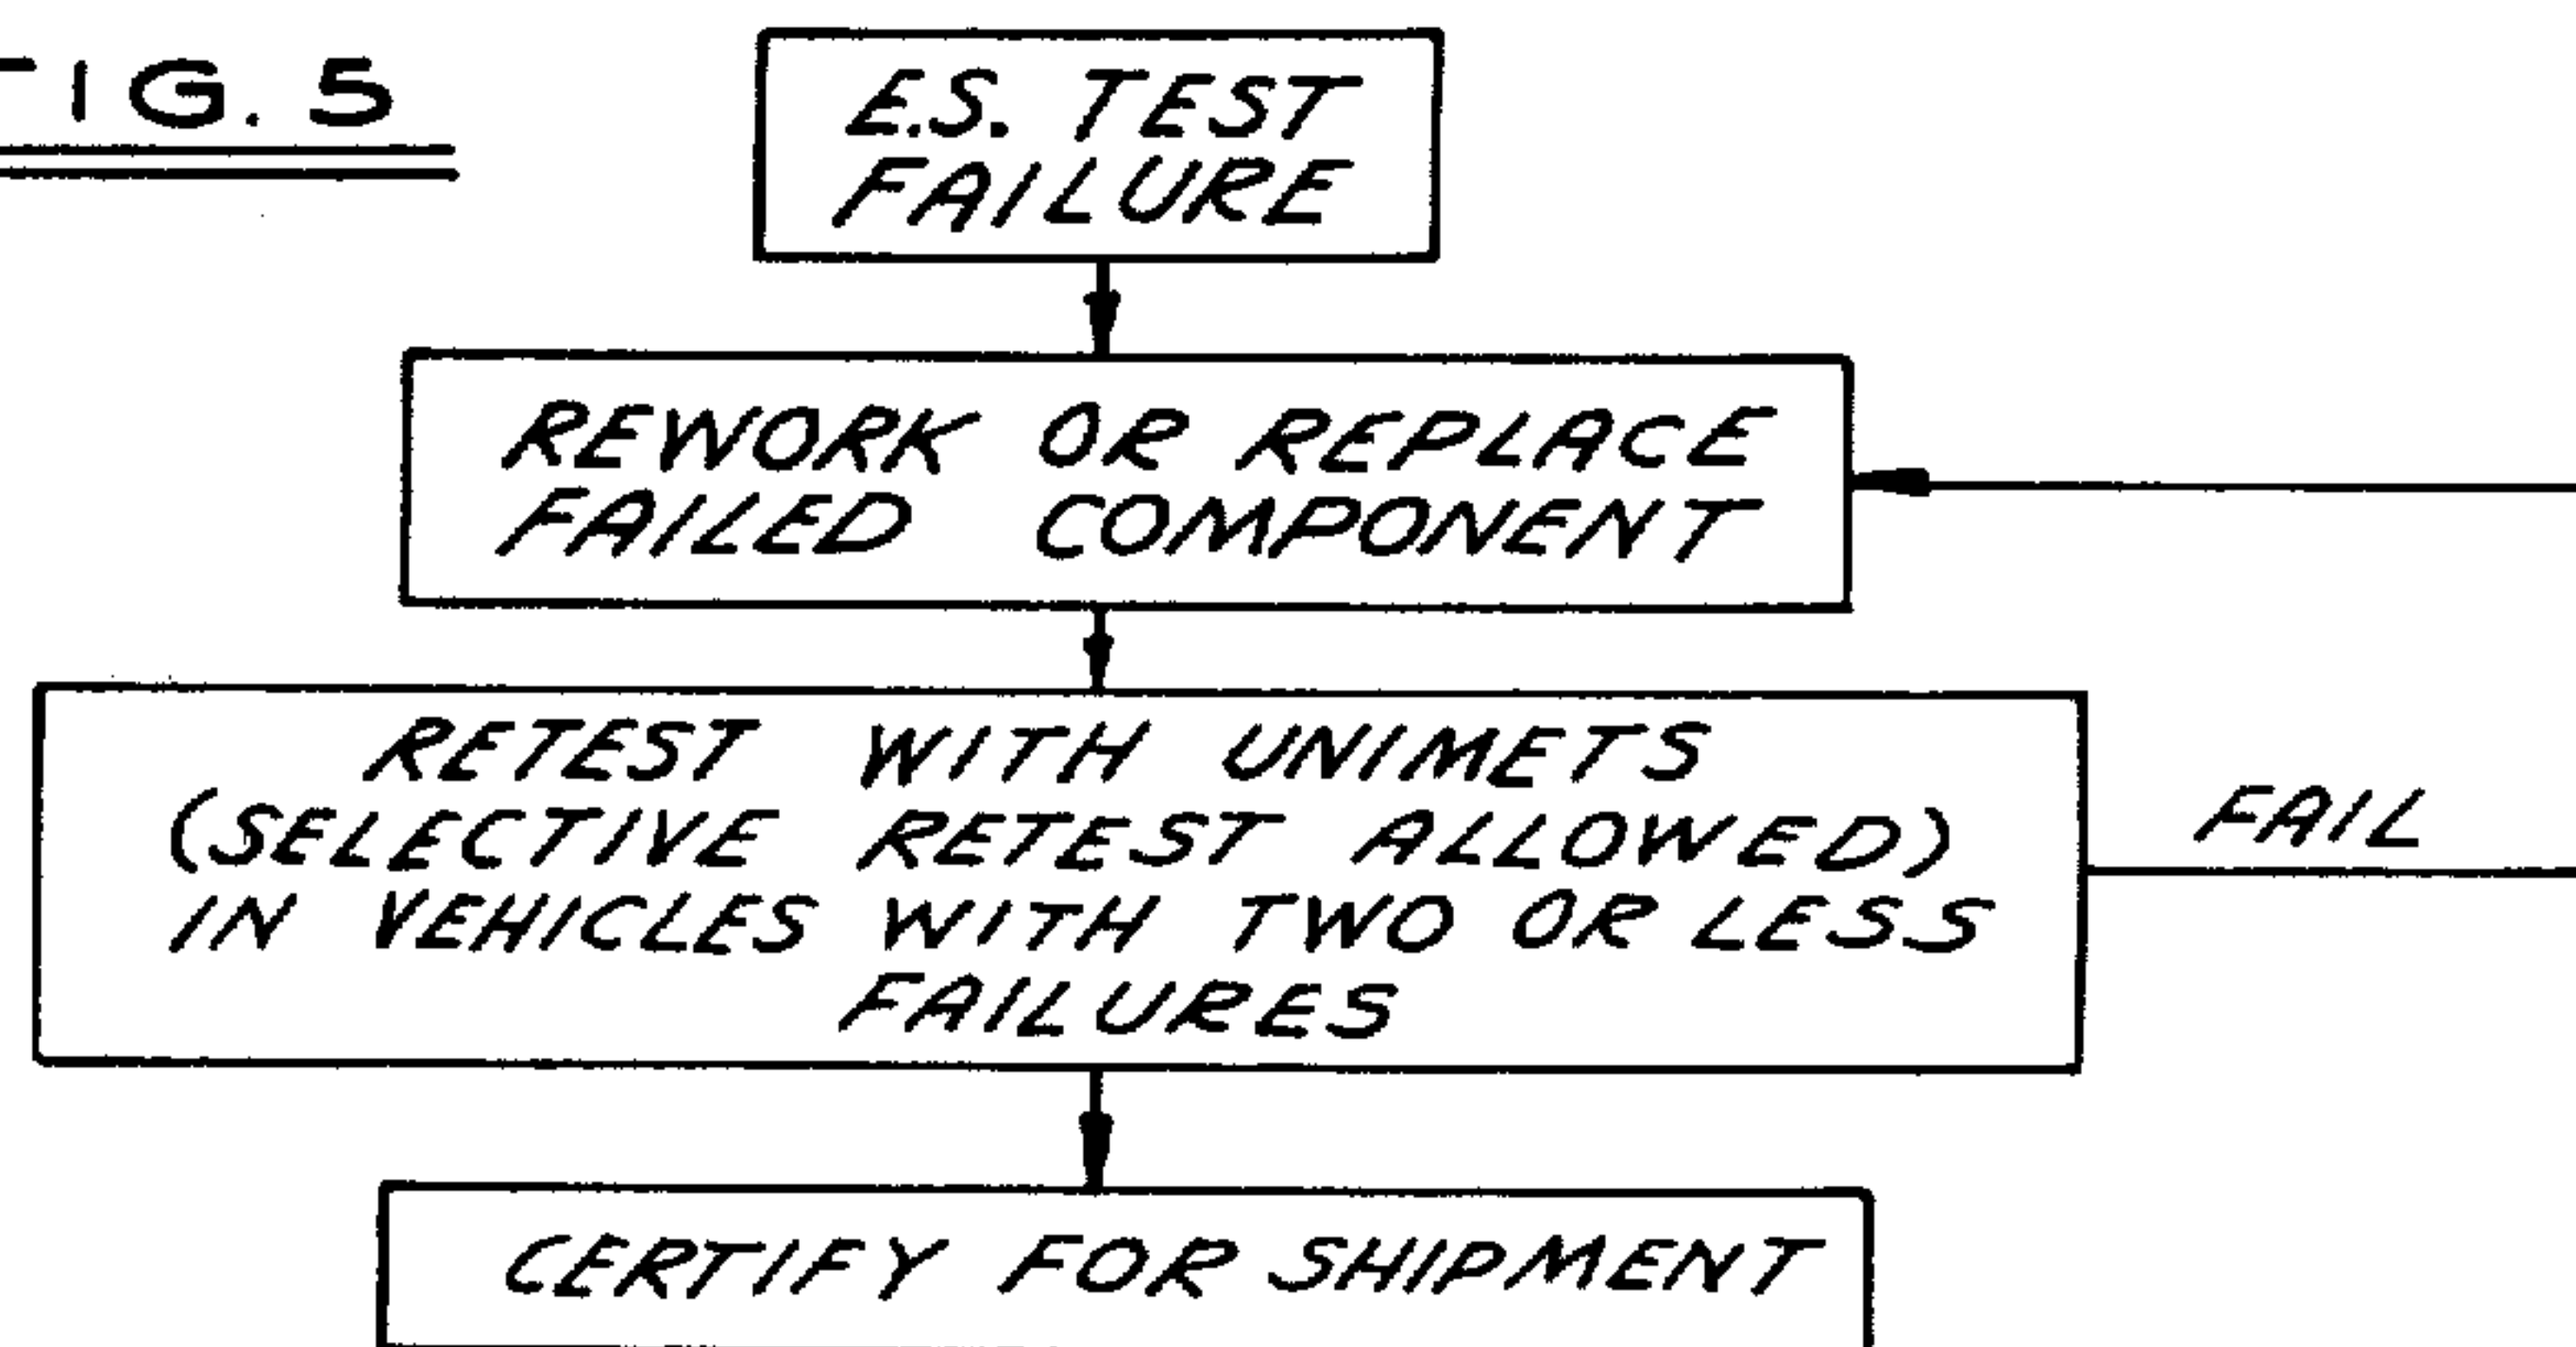 FIG. 5
E.S. TEST
FAILURE
REWORK OR REPLACE
FAILED COMPONENT
RETEST WITH UNIMETS
(SELECTIVE RETEST ALLOWED)
IN VEHICLES WITH TWO OR LESS
FAILURES
FAIL
CERTIFY FOR SHIPMENT